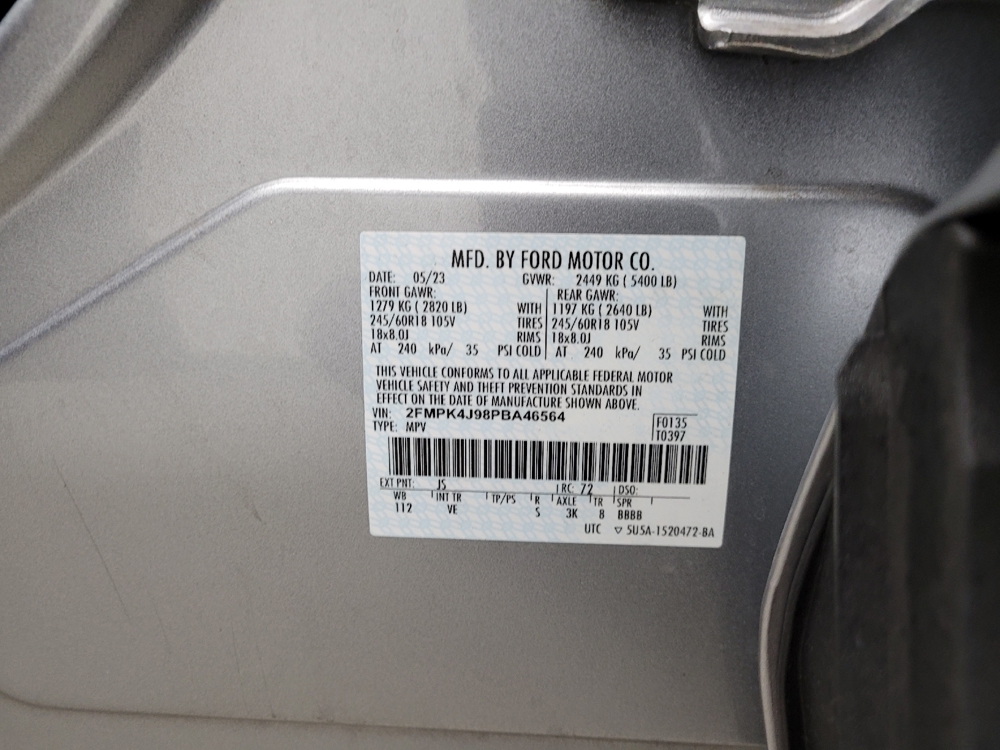 MFD. BY FORD MOTOR CO.
DATE: 05/23 GVWR: 2449 KG ( 5400 LB)
FRONT GAWR: REAR GAWR:
1279 KG ( 2820 LB) WITH 1197 KG ( 2640 LB) WITH
245/60R18 105V TIRES 245/60R18 105V TIRES
18x8.0J RIMS 18x8.0J RIMS
AT 240 kPa/ 35 PSI COLD AT 240 kPa/ 35 PSI COLD
THIS VEHICLE CONFORMS TO ALL APPLICABLE FEDERAL MOTOR
VEHICLE SAFETY AND THEFT PREVENTION STANDARDS IN
EFFECT ON THE DATE OF MANUFACTURE SHOWN ABOVE.
VIN: 2FMPK4J98PBA46564 F0135
TYPE: MPV T0397
EXT PNT: JS RC: 72 DSO:
WB INT TR TP/PS R AXLE TR SPR
112 VE S 3K 8 BBBB
UTC ▽ 5U5A-1520472-BA